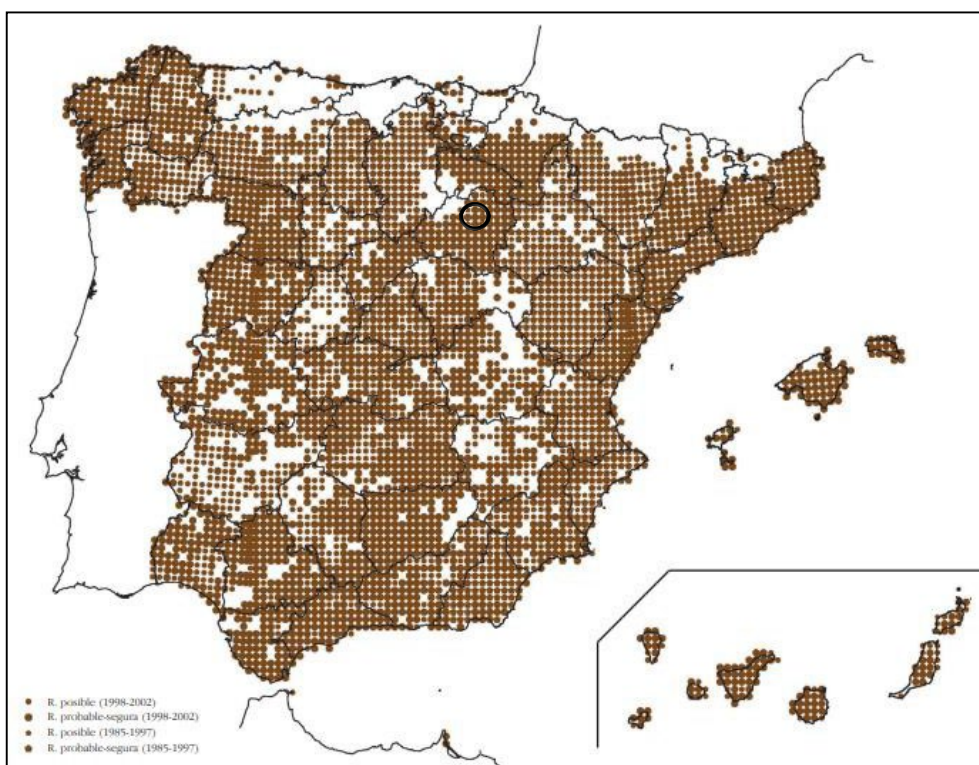 R. posible (1998-2002)
R. probable-segura (1998-2002)
R. posible (1985-1997)
R. probable-segura (1985-1997)